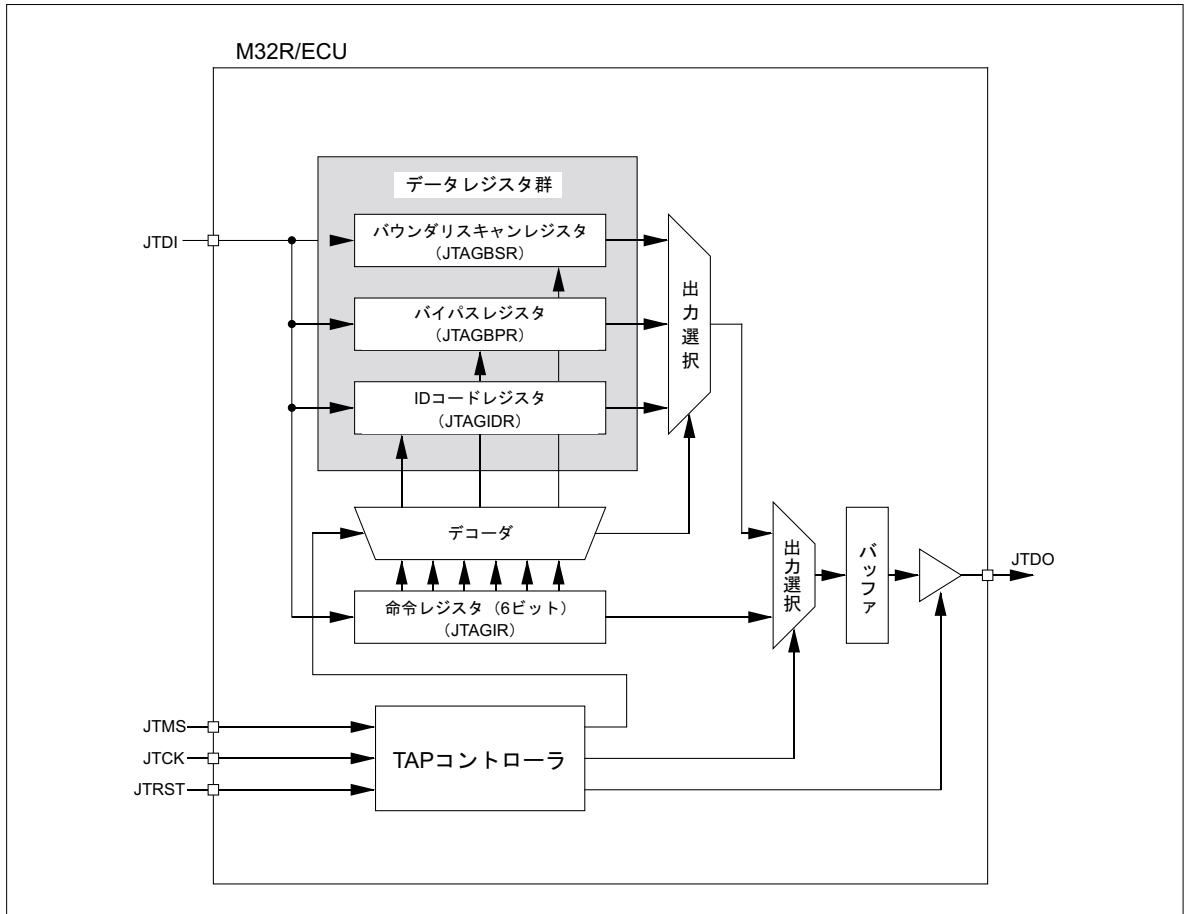 M32R/ECU
データレジスタ群
JTDI
バウンダリスキャンレジスタ
(JTAGBSR)
バイパスレジスタ
(JTAGBPR)
IDコードレジスタ
(JTAGIDR)
出力選択
デコーダ
命令レジスタ(6ビット)
(JTAGIR)
出力選択
バッファ
JTDO
JTMS
JTCK
JTRST
TAPコントローラ